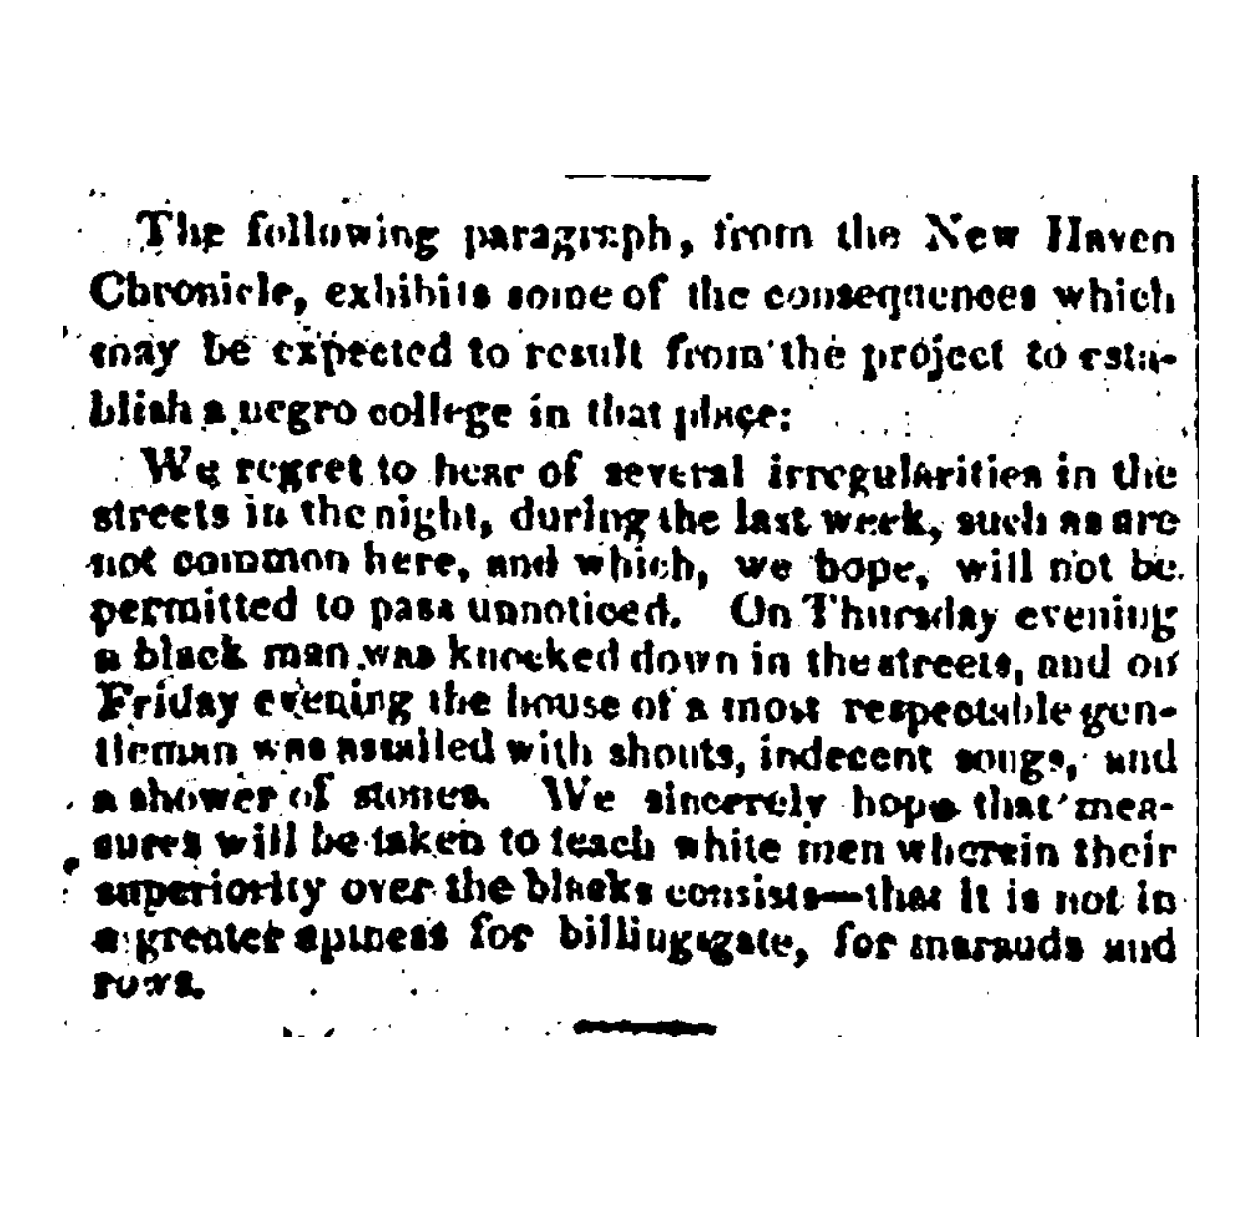 The following paragraph, from the New Haven
Chronicle, exhibits some of the consequences which
may be expected to result from the project to esta-
blish a negro college in that place:
We regret to hear of several irregularities in the
streets in the night, during the last week, such as are
not common here, and which, we hope, will not be
permitted to pass unnoticed. On Thursday evening
a black man was knocked down in the streets, and on
Friday evening the house of a most respectable gen-
tleman was assailed with shouts, indecent songs, and
a shower of stones. We sincerely hope that mea-
sures will be taken to teach white men wherein their
superiority over the blacks consists—that it is not in
a greater aptness for billingsgate, for marauds and
rows.